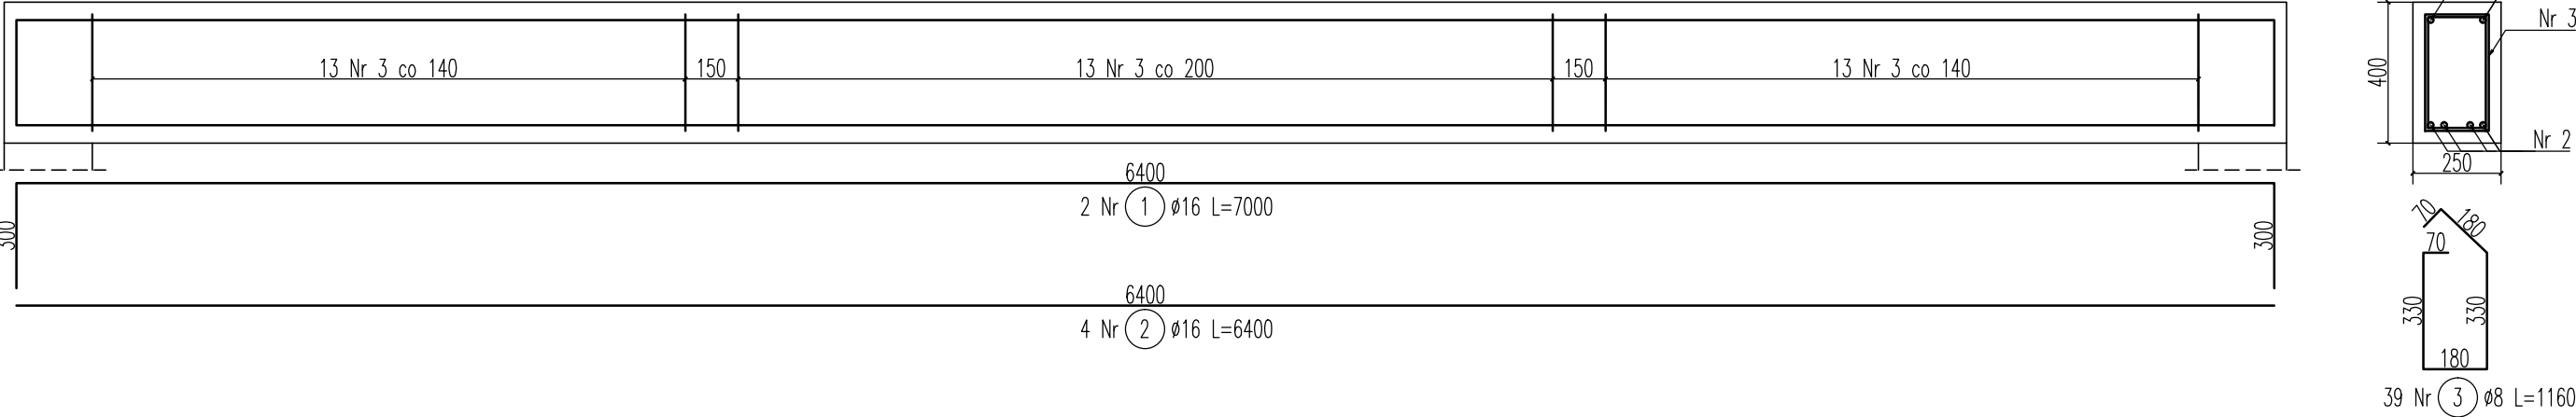 13 Nr 3 co 140
150
13 Nr 3 co 200
150
13 Nr 3 co 140
6400
2 Nr 1 ø16 L=7000
300
300
6400
4 Nr 2 ø16 L=6400
Nr 3
400
Nr 2
250
70
180
70
330
330
180
39 Nr 3 ø8 L=1160